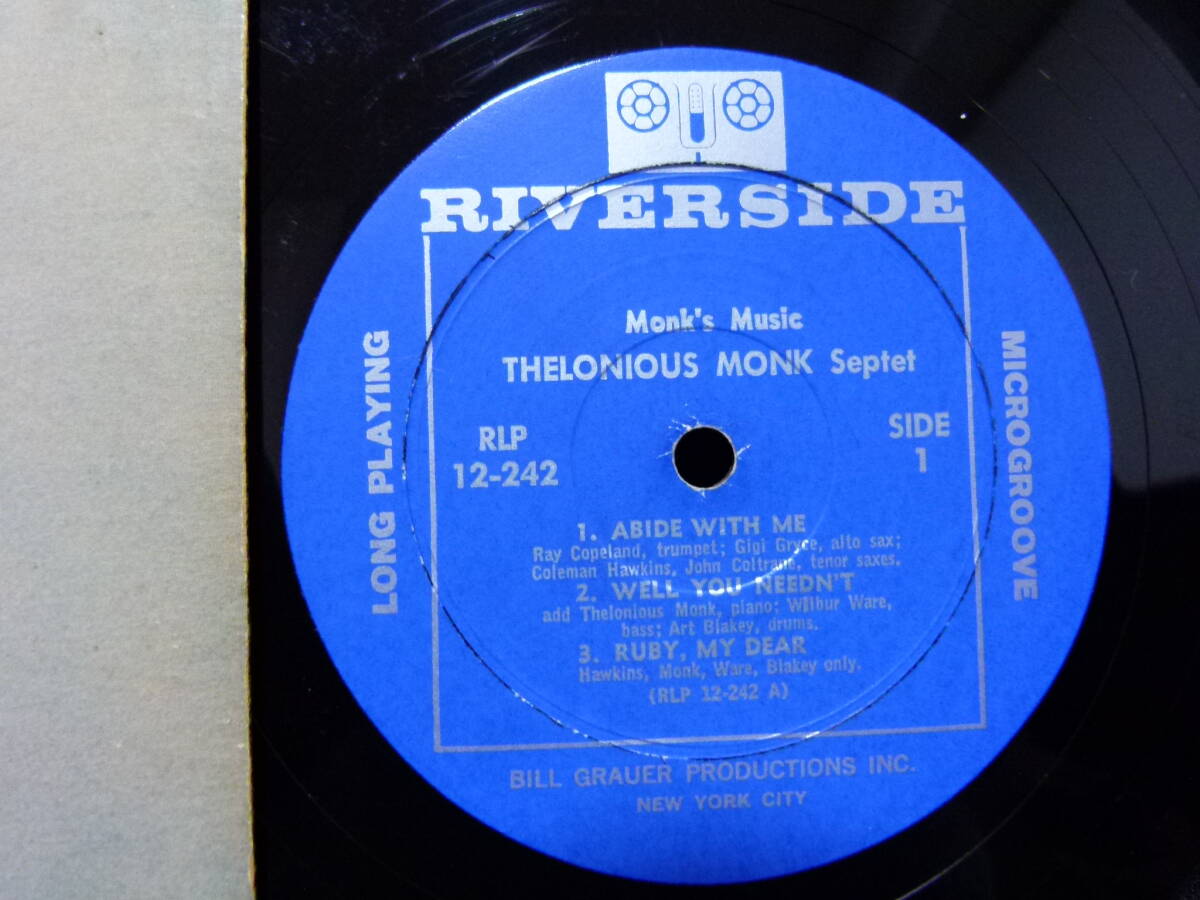 RIVERSIDE
Monk's Music
THELONIOUS MONK Septet
RLP
12-242
SIDE
1
LONG PLAYING
MICROGROOVE
1. ABIDE WITH ME
Ray Copeland, trumpet; Gigi Gryce, alto sax;
Coleman Hawkins, John Coltrane, tenor saxes.
2. WELL YOU NEEDN'T
add Thelonious Monk, piano; Wilbur Ware,
bass; Art Blakey, drums.
3. RUBY, MY DEAR
Hawkins, Monk, Ware, Blakey only.
(RLP 12-242 A)
BILL GRAUER PRODUCTIONS INC.
NEW YORK CITY